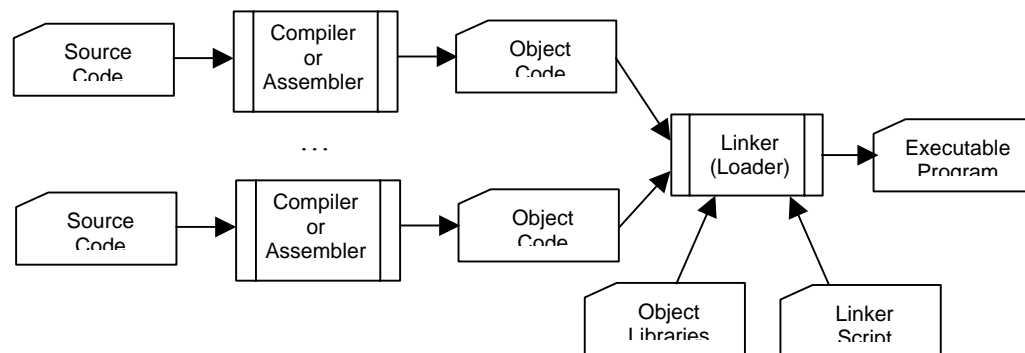 Source
Code
Compiler
or
Assembler
Object
Code
...
Source
Code
Compiler
or
Assembler
Object
Code
Linker
(Loader)
Executable
Program
Object
Libraries
Linker
Script